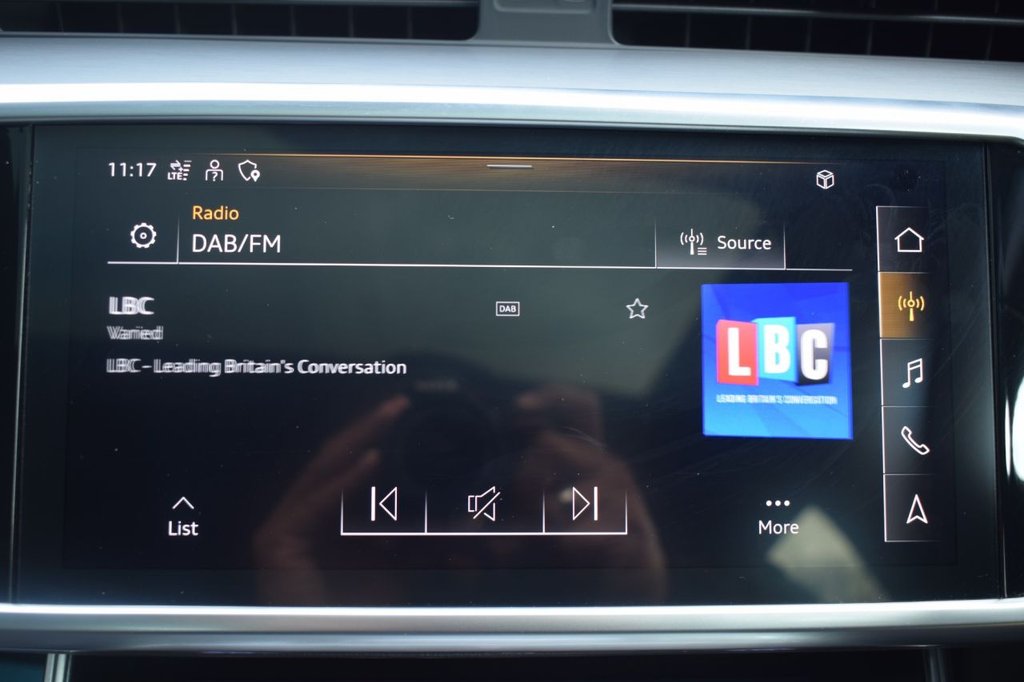 11:17
LTE
Radio
DAB/FM
Source
LBC
DAB
Varied
LBC - Leading Britain's Conversation
LBC
LEADING BRITAIN'S CONVERSATION
List
More